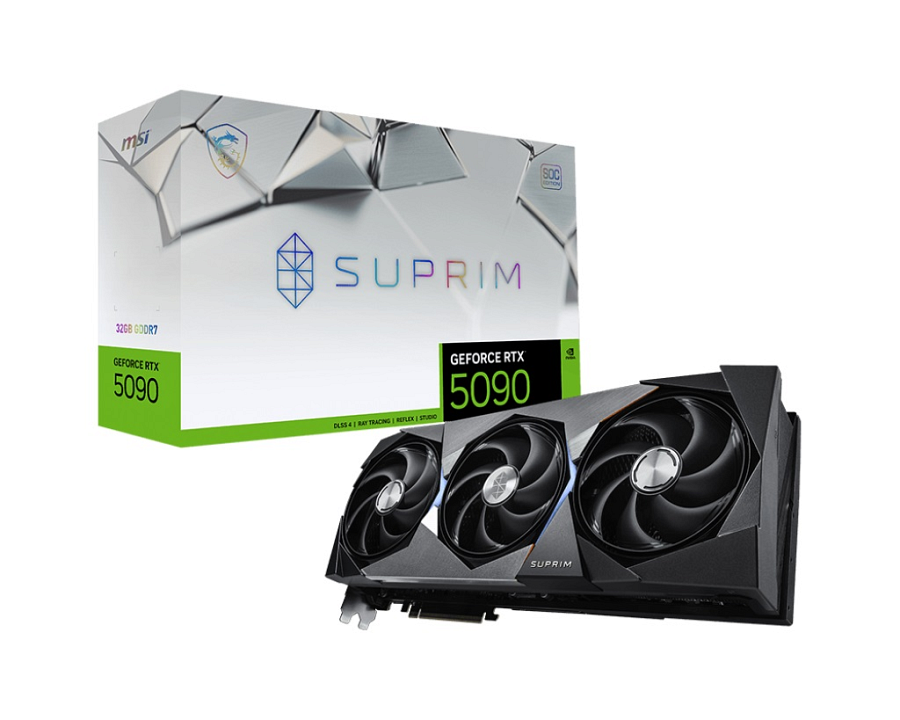 msi
SOC
EDITION
SUPRIM
32GB GDDR7
GEFORCE RTX
5090
GEFORCE RTX
5090
NVIDIA
DLSS 4 | RAY TRACING | REFLEX | STUDIO
SUPRIM